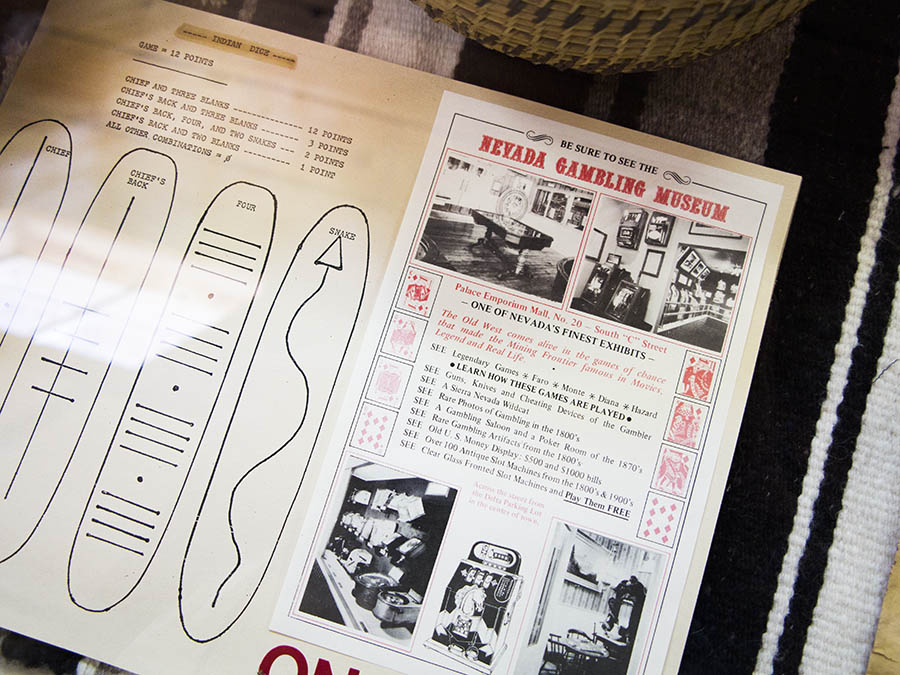 ----- INDIAN DICE -----
GAME = 12 POINTS
CHIEF AND THREE BLANKS ---------- 12 POINTS
CHIEF'S BACK AND THREE BLANKS -------- 3 POINTS
CHIEF'S BACK, FOUR, AND TWO SNAKES -- 2 POINTS
CHIEF'S BACK AND TWO BLANKS ---------- 1 POINT
ALL OTHER COMBINATIONS = ø
CHIEF
CHIEF'S
BACK
FOUR
SNAKE
BE SURE TO SEE THE
NEVADA GAMBLING MUSEUM
Palace Emporium Mall, No. 20 – South "C" Street
– ONE OF NEVADA'S FINEST EXHIBITS –
The Old West comes alive in the games of chance
that made the Mining Frontier famous in Movies,
Legend and Real Life
SEE Legendary Games * Faro * Monte * Diana * Hazard
●LEARN HOW THESE GAMES ARE PLAYED●
SEE Guns, Knives and Cheating Devices of the Gambler
SEE A Sierra Nevada Wildcat
SEE Rare Photos of Gambling in the 1800's
SEE A Gambling Saloon and a Poker Room of the 1870's
SEE Rare Gambling Artifacts from the 1800's
SEE Old U.S. Money Display: $500 and $1000 bills
SEE Over 100 Antique Slot Machines from the 1800's & 1900's
SEE Clear Glass Fronted Slot Machines and Play Them FREE
Across the street from
the Delta Parking Lot
in the center of town.
ON